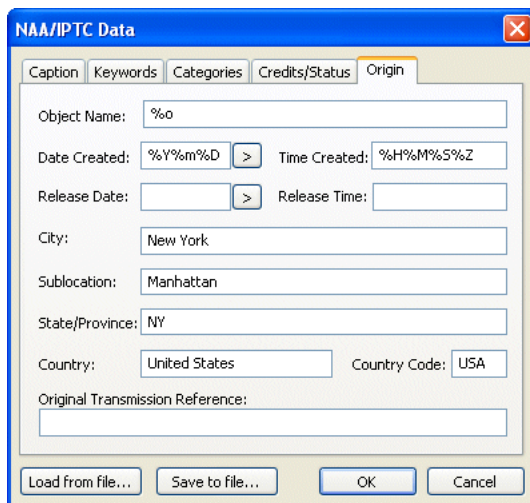 NAA/IPTC Data
Caption Keywords Categories Credits/Status Origin
Object Name: %o
Date Created: %Y%m%D > Time Created: %H%M%S%Z
Release Date: > Release Time:
City: New York
Sublocation: Manhattan
State/Province: NY
Country: United States Country Code: USA
Original Transmission Reference:
Load from file... Save to file... OK Cancel